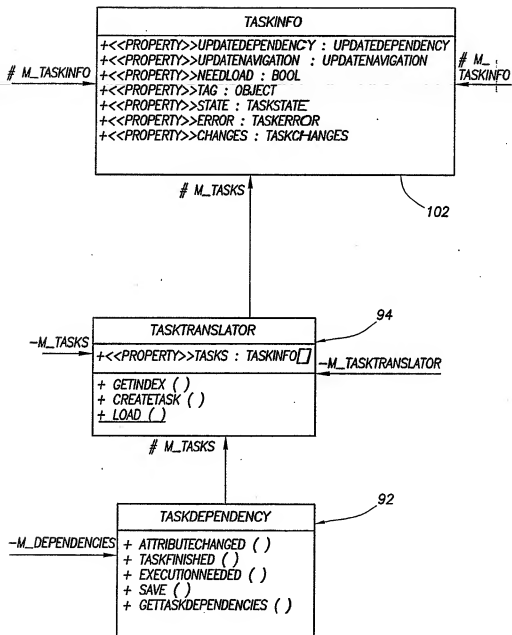 TASKINFO
+<<PROPERTY>>UPDATEDEPENDENCY : UPDATEDEPENDENCY
+<<PROPERTY>>UPDATENAVIGATION : UPDATENAVIGATION
+<<PROPERTY>>NEEDLOAD : BOOL
+<<PROPERTY>>TAG : OBJECT
+<<PROPERTY>>STATE : TASKSTATE
+<<PROPERTY>>ERROR : TASKERROR
+<<PROPERTY>>CHANGES : TASKCHANGES
# M_TASKINFO
# M_
TASKINFO
102
# M_TASKS
94
TASKTRANSLATOR
-M_TASKS
+<<PROPERTY>>TASKS : TASKINFO[]
-M_TASKTRANSLATOR
+ GETINDEX ( )
+ CREATETASK ( )
+ LOAD ( )
# M_TASKS
92
TASKDEPENDENCY
-M_DEPENDENCIES
+ ATTRIBUTECHANGED ( )
+ TASKFINISHED ( )
+ EXECUTIONNEEDED ( )
+ SAVE ( )
+ GETTASKDEPENDENCIES ( )